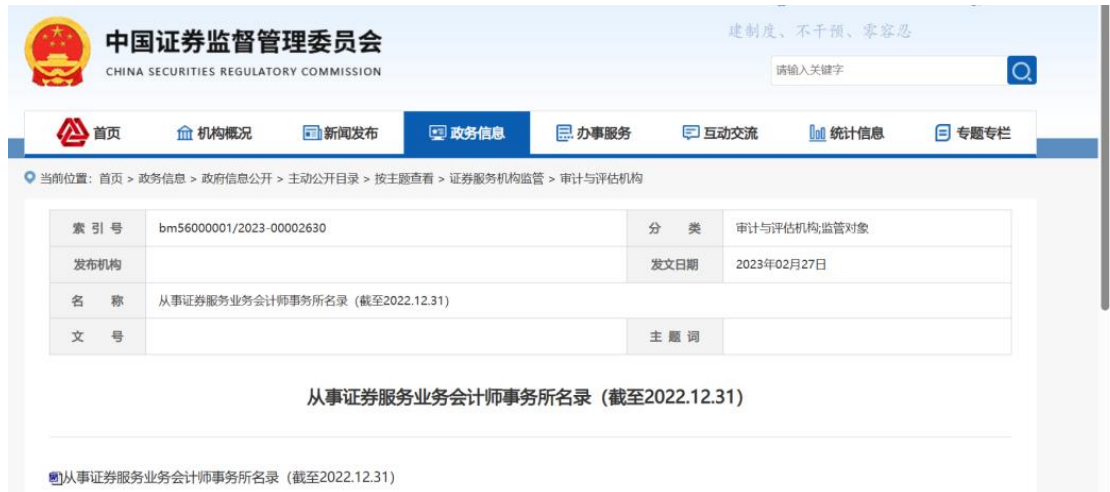 建制度、不干预、零容忍
中国证券监督管理委员会
CHINA SECURITIES REGULATORY COMMISSION
请输入关键字
首页 机构概况 新闻发布 政务信息 办事服务 互动交流 统计信息 专题专栏
当前位置：首页 > 政务信息 > 政府信息公开 > 主动公开目录 > 按主题查看 > 证券服务机构监管 > 审计与评估机构
索 引 号 bm56000001/2023-00002630 分 类 审计与评估机构;监管对象
发布机构 发文日期 2023年02月27日
名 称 从事证券服务业务会计师事务所名录（截至2022.12.31）
文 号 主 题 词
从事证券服务业务会计师事务所名录（截至2022.12.31）
从事证券服务业务会计师事务所名录（截至2022.12.31）